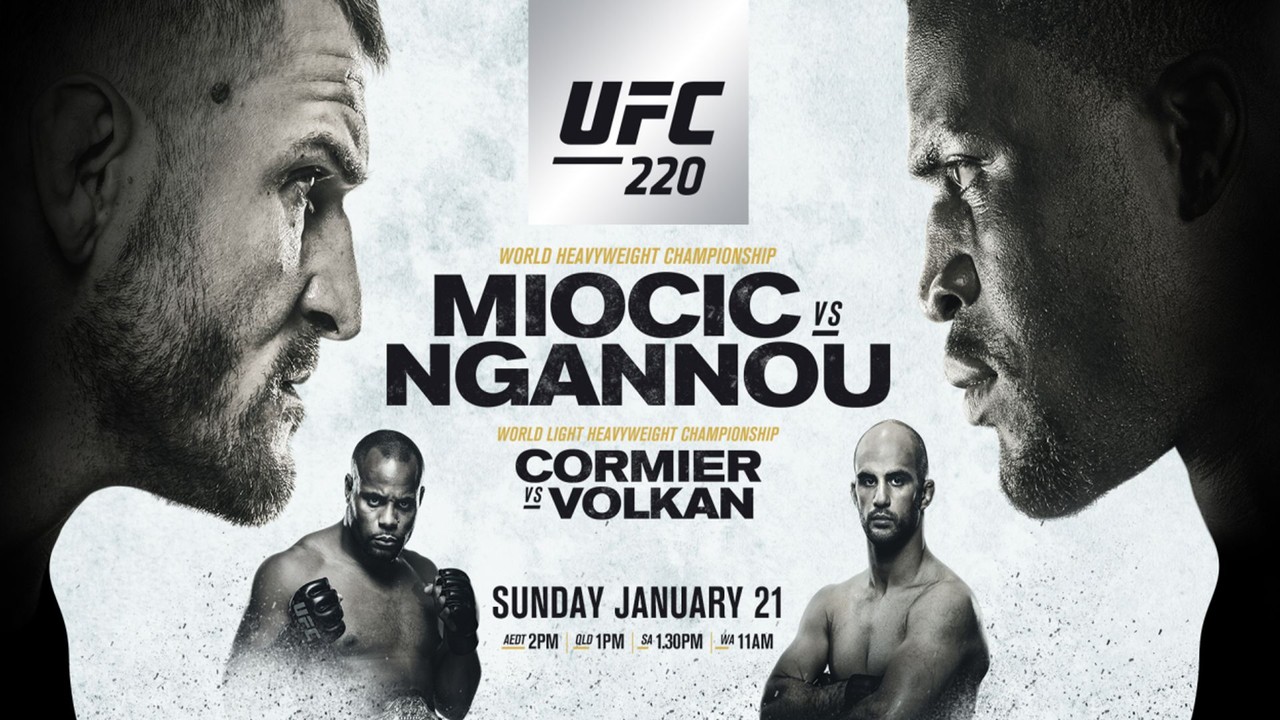 UFC
220
WORLD HEAVYWEIGHT CHAMPIONSHIP
MIOCIC VS
NGANNOU
WORLD LIGHT HEAVYWEIGHT CHAMPIONSHIP
CORMIER
VS VOLKAN
SUNDAY JANUARY 21
AEDT 2PM | QLD 1PM | SA 1.30PM | WA 11AM
UFC